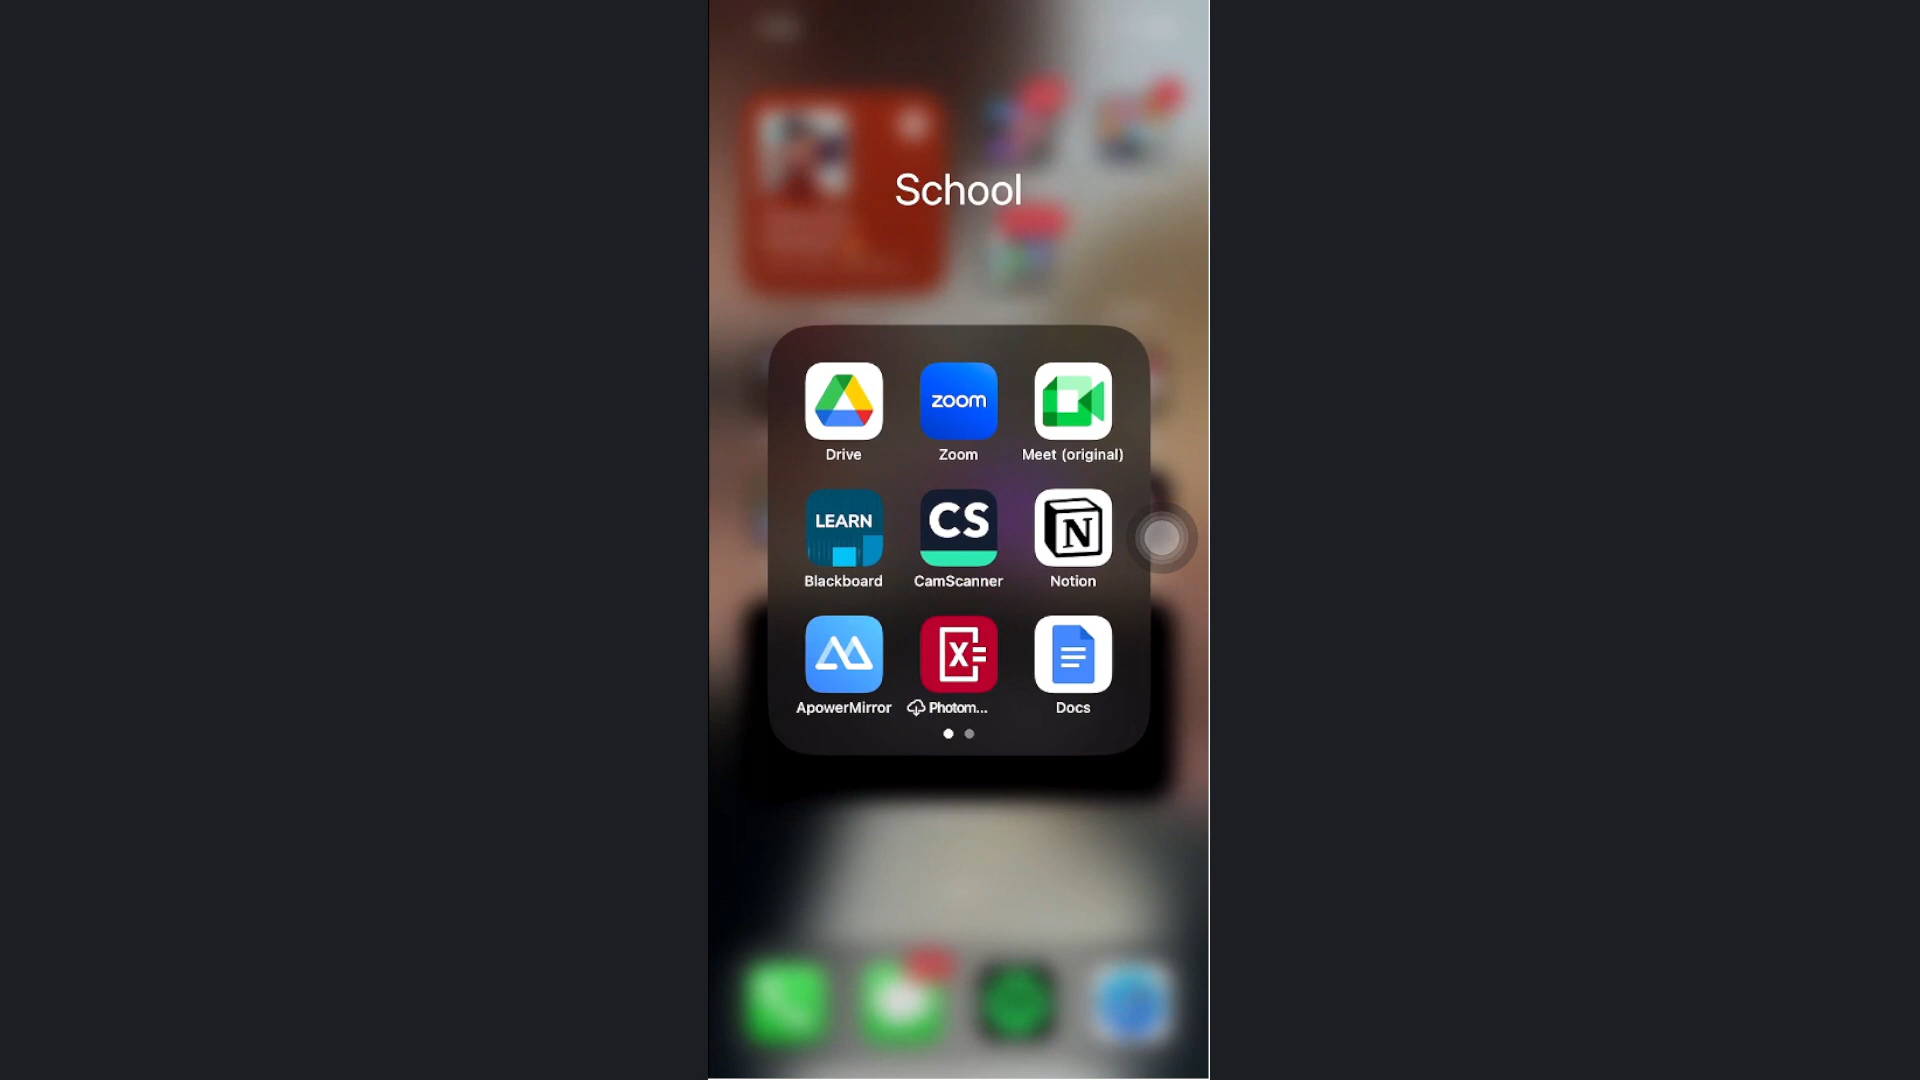 School
zoom
Drive
Zoom
Meet (original)
LEARN
CS
N
Blackboard
CamScanner
Notion
X
ApowerMirror
Photom...
Docs